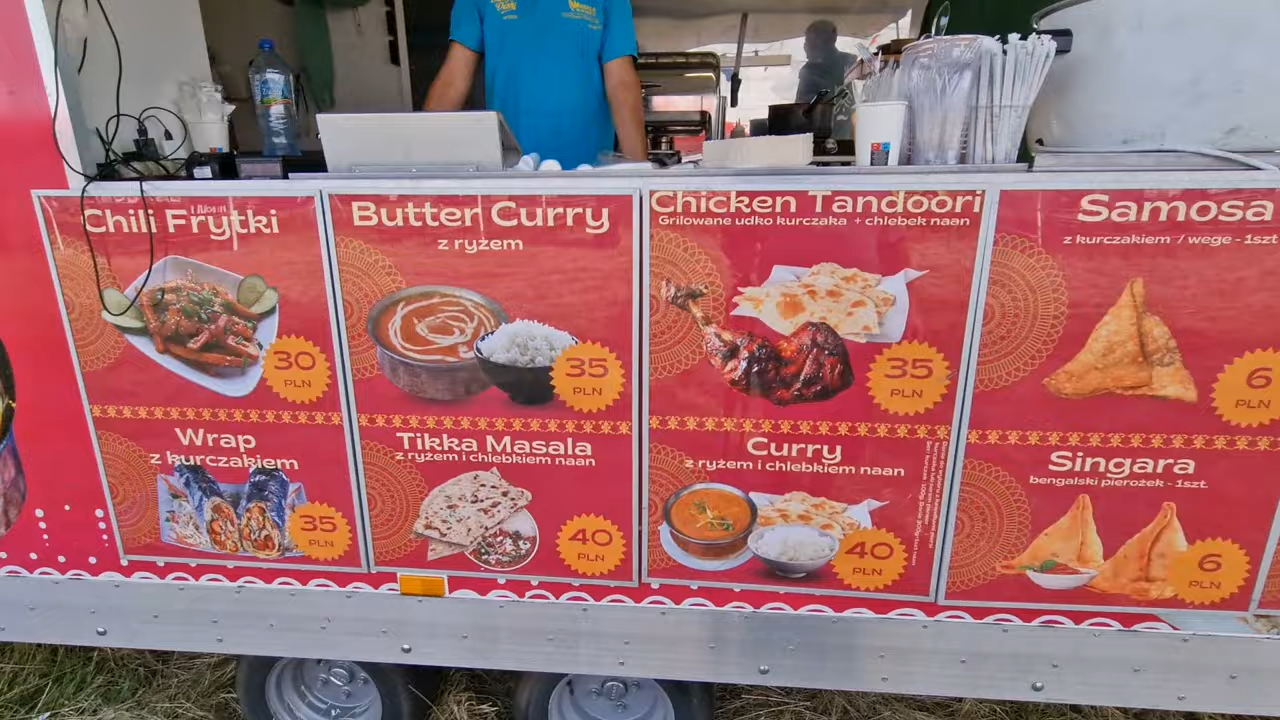 Chili Frytki
30
PLN
Wrap
z kurczakiem
35
PLN
Butter Curry
z ryżem
35
PLN
Tikka Masala
z ryżem i chlebkiem naan
40
PLN
Chicken Tandoori
Grilowane udko kurczaka + chlebek naan
35
PLN
Curry
z ryżem i chlebkiem naan
40
PLN
Samosa
z kurczakiem / wege - 1szt
6
PLN
Singara
bengalski pierożek - 1szt.
6
PLN